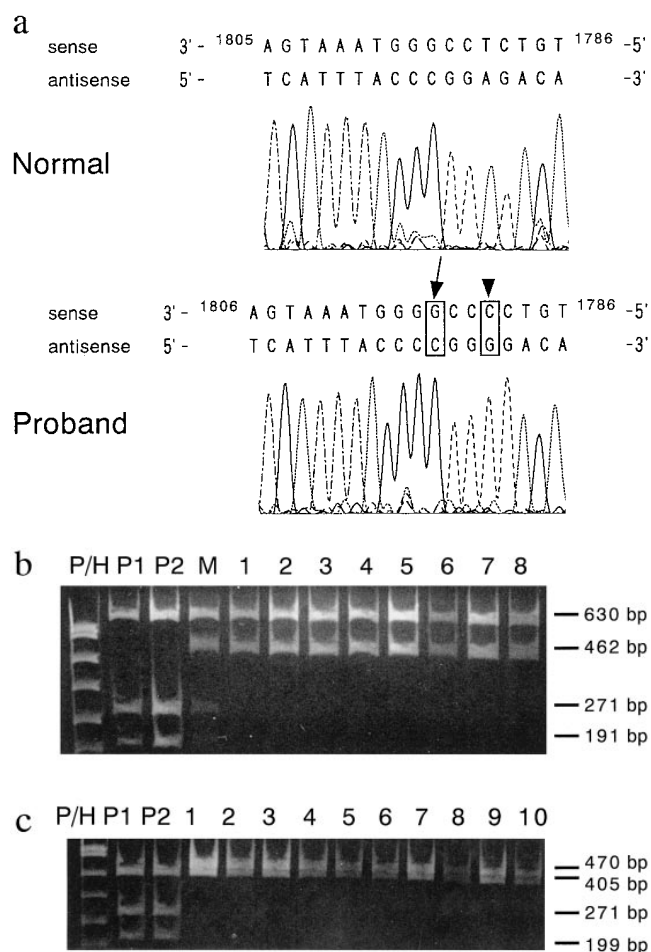 a
sense 3'- 1805 A G T A A A T G G G C C T C T G T 1786 -5'
antisense 5'- T C A T T T A C C C G G A G A C A -3'
Normal
sense 3'- 1806 A G T A A A T G G G G C C C C T G T 1786 -5'
antisense 5'- T C A T T T A C C C C G G G G A C A -3'
Proband
b
P/H P1 P2 M 1 2 3 4 5 6 7 8
630 bp
462 bp
271 bp
191 bp
c
P/H P1 P2 1 2 3 4 5 6 7 8 9 10
470 bp
405 bp
271 bp
199 bp